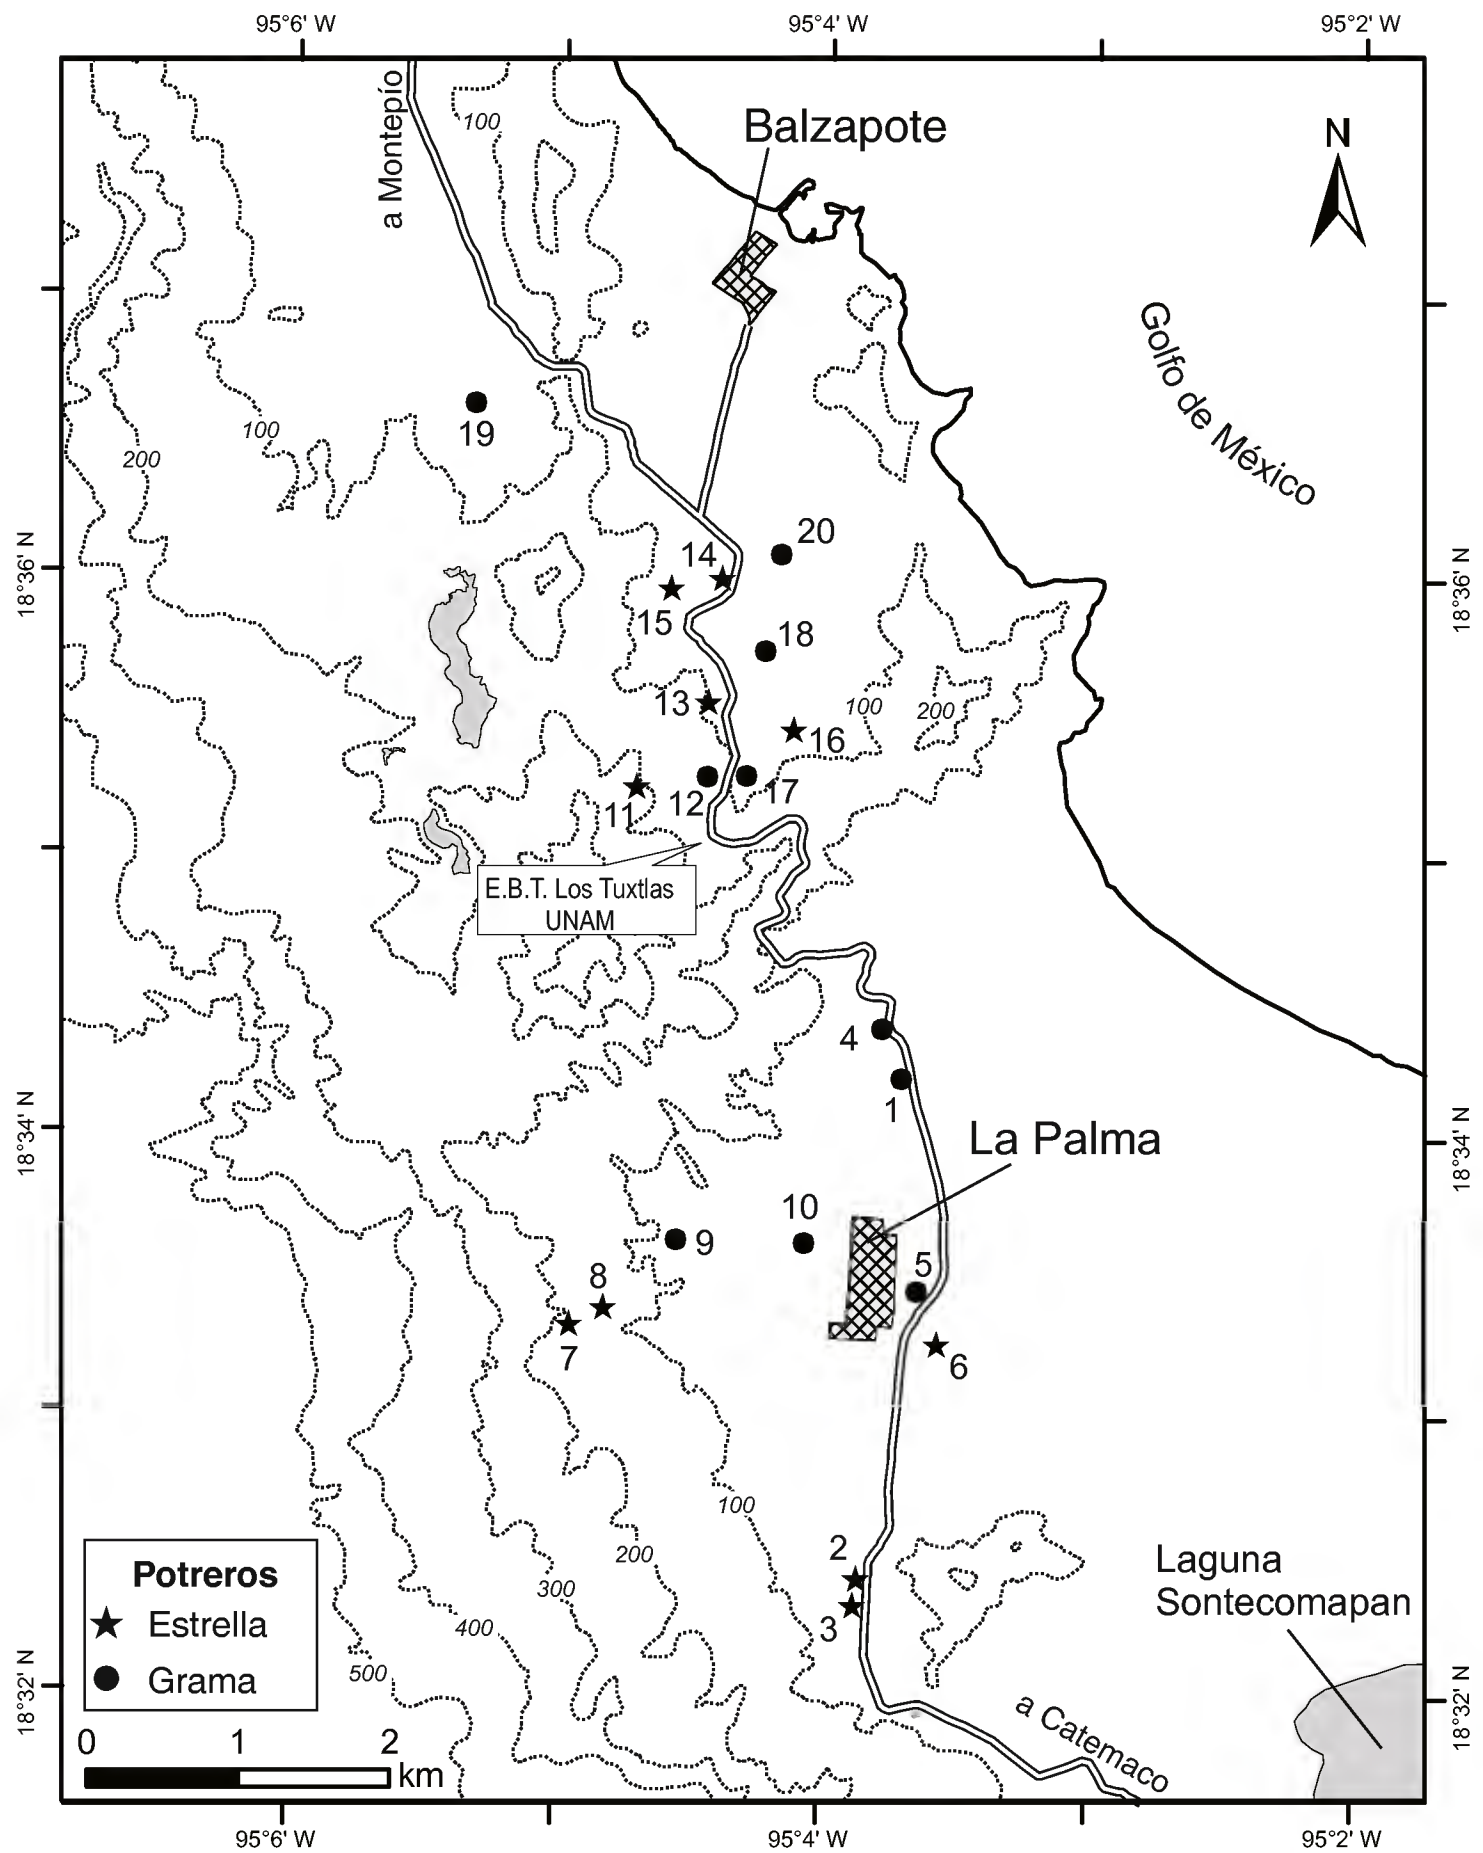 95°6' W
95°4' W
95°2' W
a Montepío
100
Balzapote
N
Golfo de México
19
100
200
20
14
18°36' N
18°36' N
15
18
13
100
200
16
11
12
17
E.B.T. Los Tuxtlas
UNAM
4
1
18°34' N
La Palma
18°34' N
10
9
5
8
7
6
100
2
200
Laguna
Sontecomapan
300
3
400
500
Potreros
Estrella
Grama
18°32' N
18°32' N
a Catemaco
0
1
2
km
95°6' W
95°4' W
95°2' W